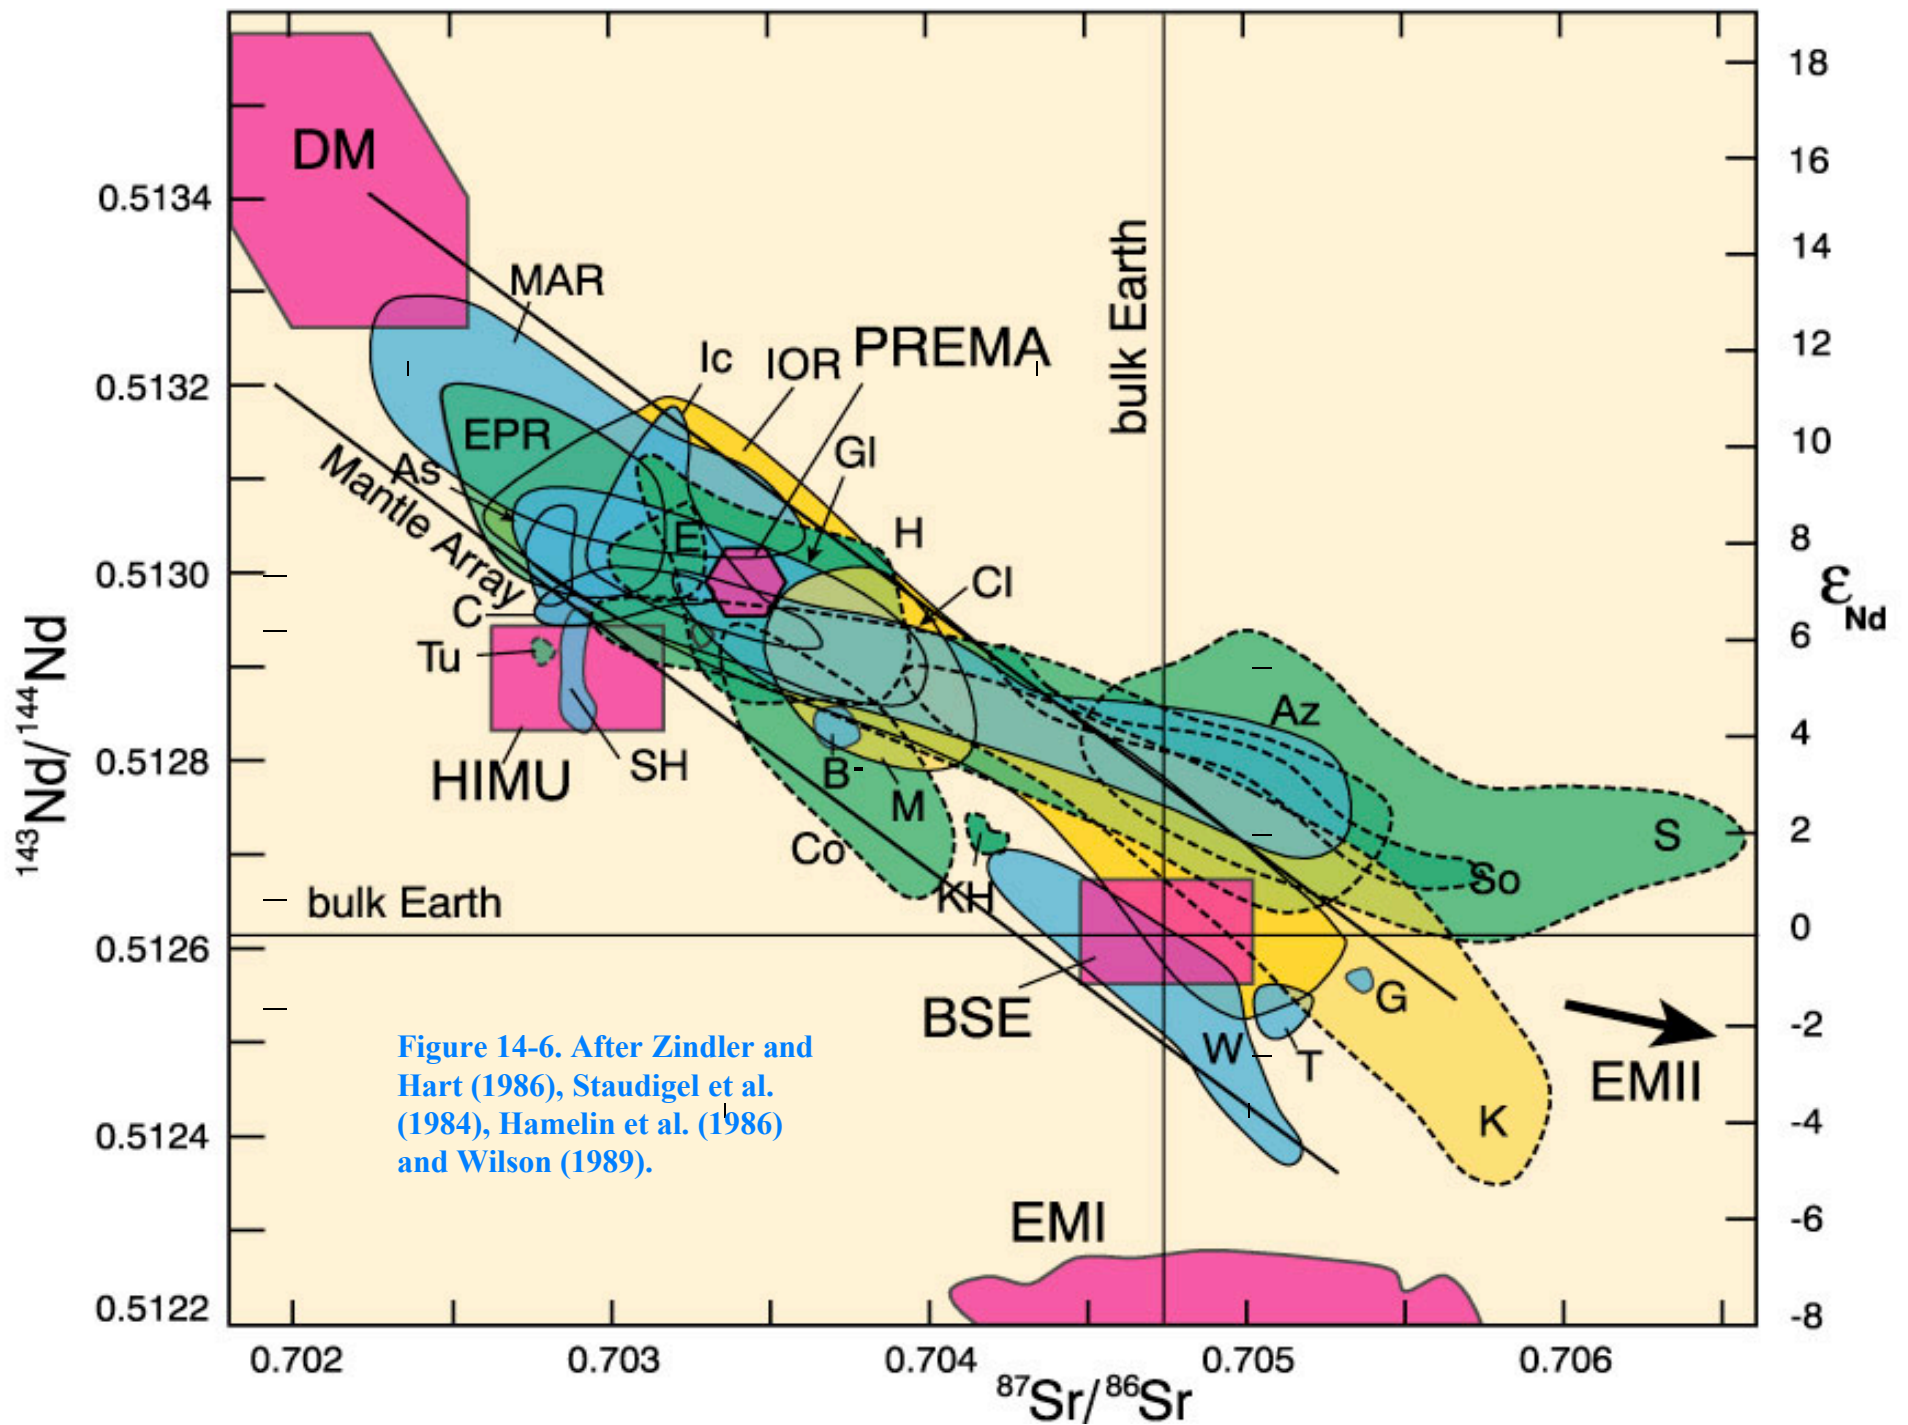 18
DM
16
0.5134
14
MAR
bulk Earth
Ic
IOR
PREMA
12
0.5132
EPR
GI
10
As
Mantle Array
E
H
8
0.5130
CI
εNd
C
6
Tu
143Nd/144Nd
Az
SH
4
HIMU
0.5128
B
M
Co
S
2
KH
So
bulk Earth
0
0.5126
BSE
G
-2
W
T
EMII
Figure 14-6. After Zindler and
Hart (1986), Staudigel et al.
(1984), Hamelin et al. (1986)
and Wilson (1989).
K
0.5124
-4
EMI
-6
0.5122
-8
0.702
0.703
0.704
0.705
0.706
87Sr/86Sr